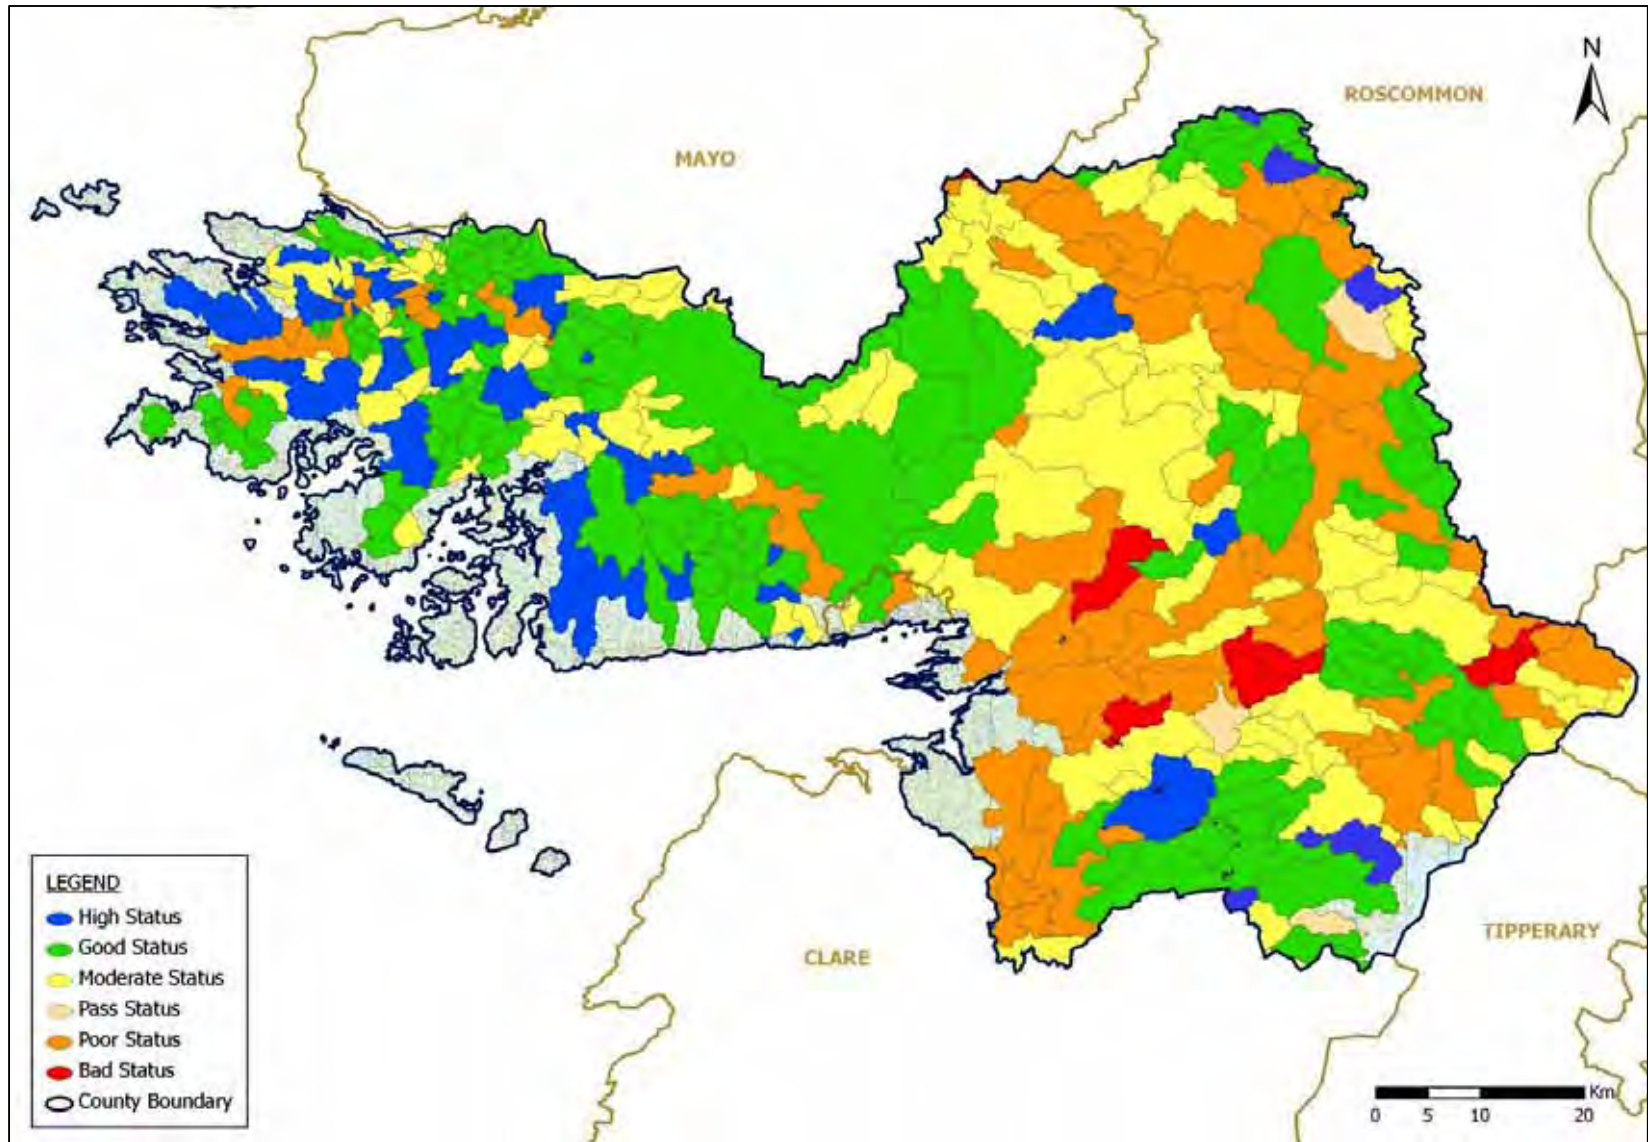 N
ROSCOMMON
MAYO
LEGEND
High Status
Good Status
Moderate Status
Pass Status
Poor Status
Bad Status
County Boundary
CLARE
TIPPERARY
Km
0 5 10 20